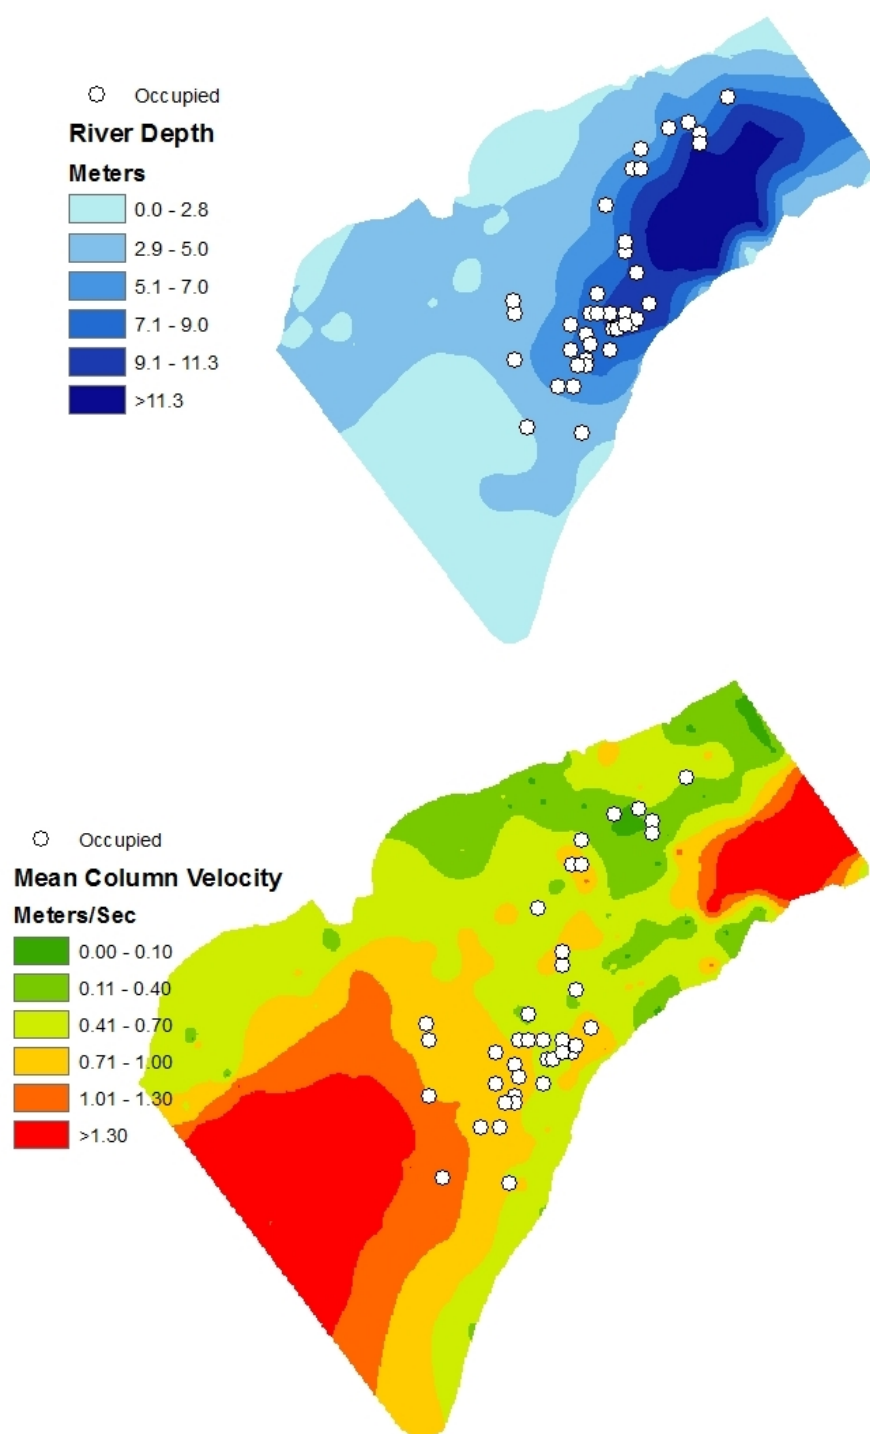 Occupied
River Depth
Meters
0.0 - 2.8
2.9 - 5.0
5.1 - 7.0
7.1 - 9.0
9.1 - 11.3
>11.3
Occupied
Mean Column Velocity
Meters/Sec
0.00 - 0.10
0.11 - 0.40
0.41 - 0.70
0.71 - 1.00
1.01 - 1.30
>1.30